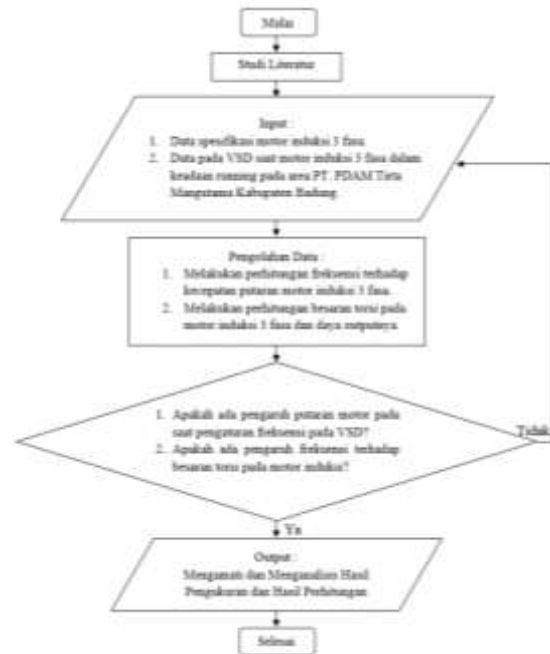 Mulai
Studi Literatur
Input :
1. Data spesifikasi motor induksi 3 fasa.
2. Data pada VSD saat motor induksi 3 fasa dalam
keadaan running pada area PT. PDAM Tirta
Mangutama Kabupaten Badung.
Pengolahan Data :
1. Melakukan perhitungan frekuensi terhadap
kecepatan putaran motor induksi 3 fasa.
2. Melakukan perhitungan besaran torsi pada
motor induksi 3 fasa dan daya outputnya.
1. Apakah ada pengaruh putaran motor pada
saat pengaturan frekuensi pada VSD?
2. Apakah ada pengaruh frekuensi terhadap
besaran torsi pada motor induksi?
Tidak
Ya
Output :
Mengamati dan Menganalisis Hasil
Pengukuran dan Hasil Perhitungan
Selesai